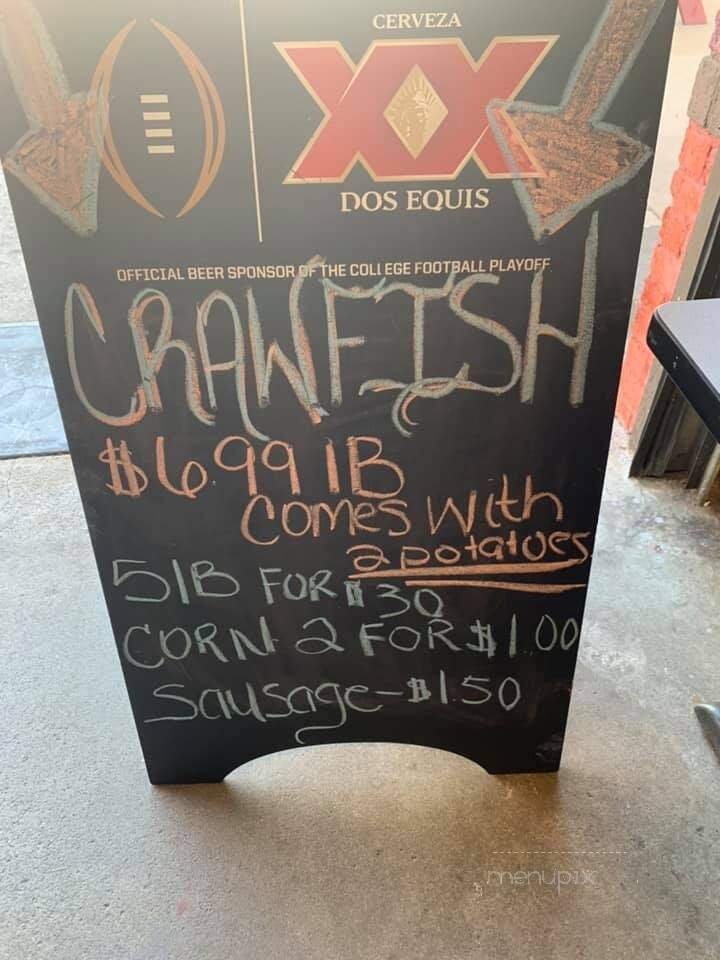 CERVEZA
XX
DOS EQUIS
OFFICIAL BEER SPONSOR OF THE COLLEGE FOOTBALL PLAYOFF
CRAWFISH
$6.99 lB
Comes With
2 potatoes
5lB FOR $30
CORN 2 FOR $1.00
Sausage - $1.50
menupix